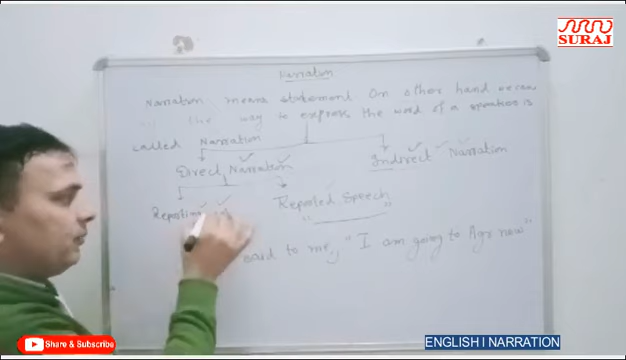 SURAJ
Narration
Narration means statement On other hand we can
the way to express the word of a speaker is
called Narration
Direct Narration Indirect Narration
Reporting Reported Speech
" "
said to me, "I am going to Agr now"
Share & Subscribe
ENGLISH I NARRATION